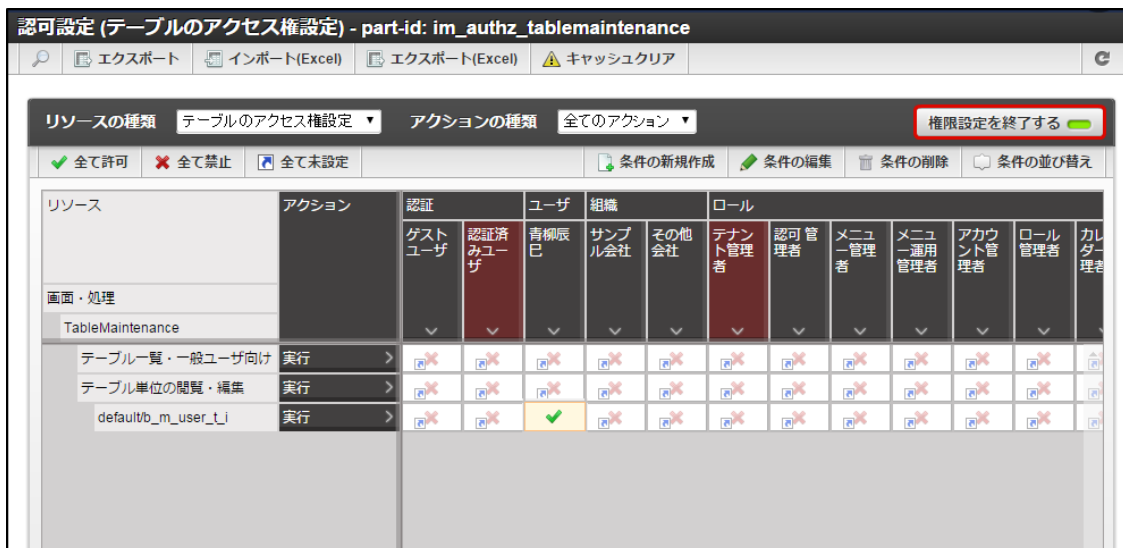 認可設定 (テーブルのアクセス権設定) - part-id: im_authz_tablemaintenance
エクスポート インポート(Excel) エクスポート(Excel) キャッシュクリア
リソースの種類 テーブルのアクセス権設定 アクションの種類 全てのアクション 権限設定を終了する
全て許可 全て禁止 全て未設定 条件の新規作成 条件の編集 条件の削除 条件の並び替え
リソース アクション 認証 ユーザ 組織 ロール
ゲスト 認証済 青柳辰 サンプ その他 テナン 認可 管 メニュ メニュ アカウ ロール カレ
ユーザ みユー 巳 ル会社 会社 ト管理 理者 ー管理 ー運用 ント管 管理者 ダー
ザ 者 者 管理者 理者 理者
画面・処理
TableMaintenance
テーブル一覧・一般ユーザ向け 実行
テーブル単位の閲覧・編集 実行
default/b_m_user_t_i 実行